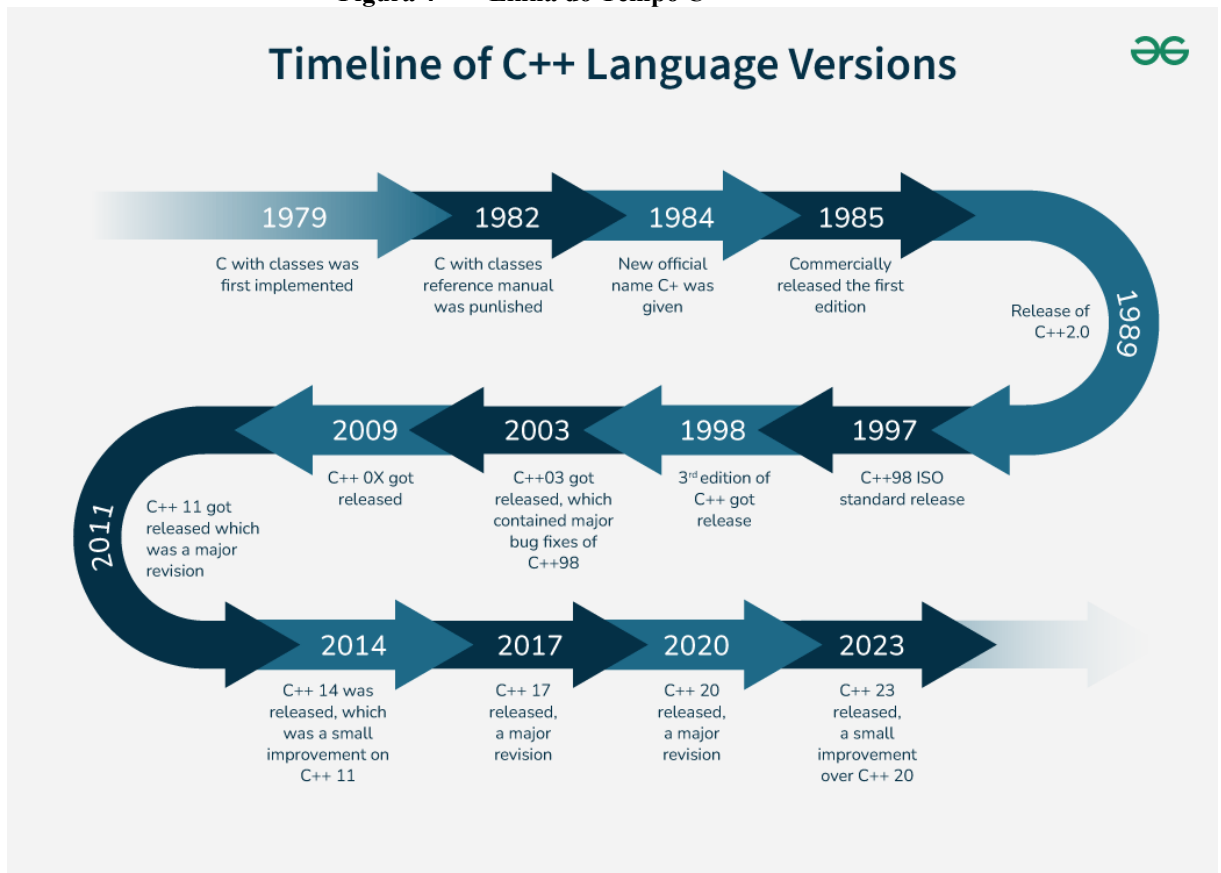 Timeline of C++ Language Versions
1979
C with classes was
first implemented
1982
C with classes
reference manual
was punlished
1984
New official
name C+ was
given
1985
Commercially
released the first
edition
1989
Release of
C++2.0
1997
C++98 ISO
standard release
1998
3rd edition of
C++ got
release
2003
C++03 got
released, which
contained major
bug fixes of
C++98
2009
C++ 0X got
released
2011
C++ 11 got
released which
was a major
revision
2014
C++ 14 was
released, which
was a small
improvement on
C++ 11
2017
C++ 17
released,
a major
revision
2020
C++ 20
released,
a major
revision
2023
C++ 23
released,
a small
improvement
over C++ 20